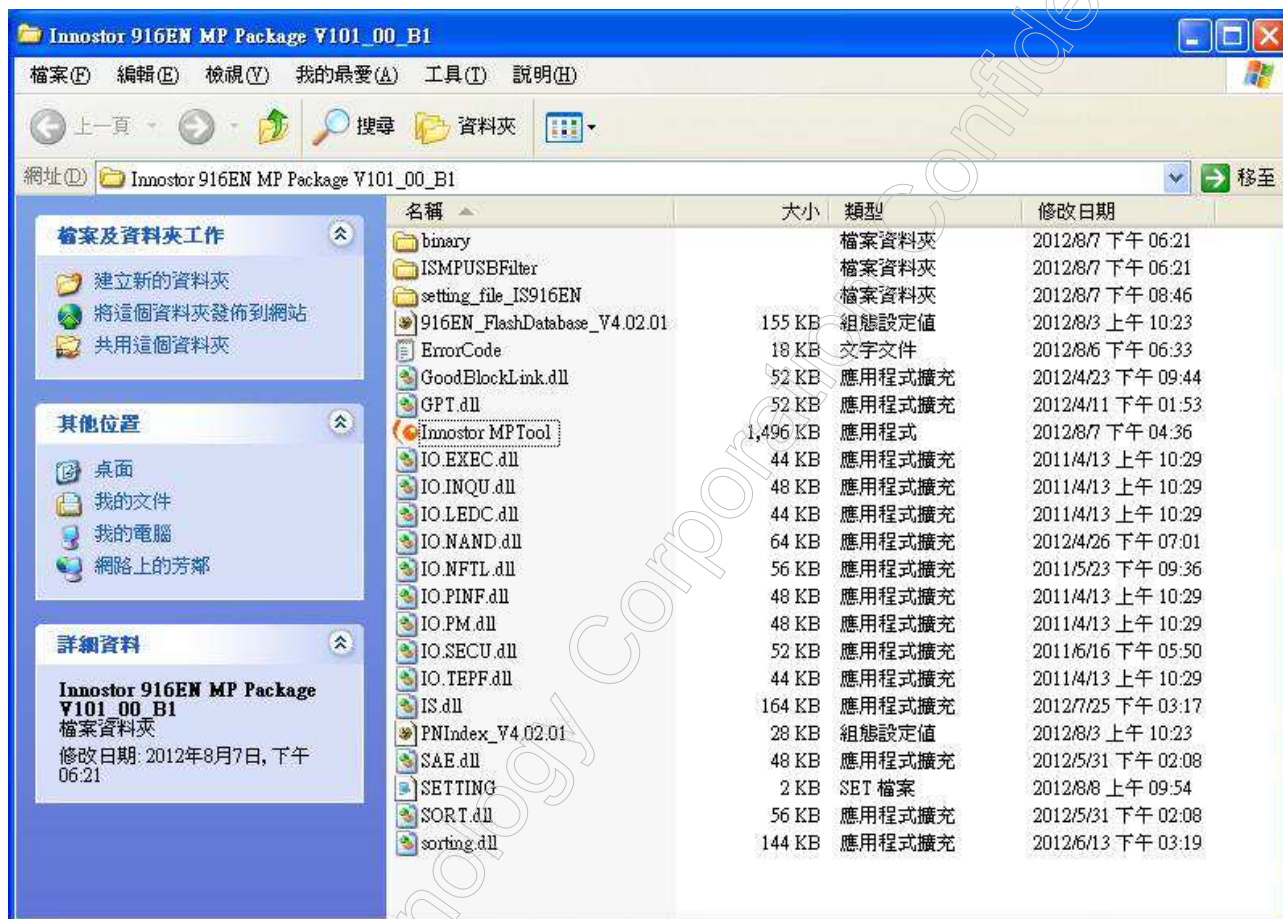 Innostor 916EN MP Package V101_00_B1
檔案(F) 編輯(E) 檢視(V) 我的最愛(A) 工具(T) 說明(H)
上一頁 搜尋 資料夾
網址(D) Innostor 916EN MP Package V101_00_B1 移至
檔案及資料夾工作
建立新的資料夾
將這個資料夾發佈到網站
共用這個資料夾
其他位置
桌面
我的文件
我的電腦
網路上的芳鄰
詳細資料
Innostor 916EN MP Package
V101_00_B1
檔案資料夾
修改日期: 2012年8月7日, 下午
06:21
名稱 大小 類型 修改日期
binary 檔案資料夾 2012/8/7 下午 06:21
ISMPUSBFilter 檔案資料夾 2012/8/7 下午 06:21
setting_file_IS916EN 檔案資料夾 2012/8/7 下午 08:46
916EN_FlashDatabase_V4.02.01 155 KB 組態設定值 2012/8/3 上午 10:23
ErrorCode 18 KB 文字文件 2012/8/6 下午 06:33
GoodBlockLink.dll 52 KB 應用程式擴充 2012/4/23 下午 09:44
GPT.dll 52 KB 應用程式擴充 2012/4/11 下午 01:53
Innostor MPTool 1,496 KB 應用程式 2012/8/7 下午 04:36
IO.EXEC.dll 44 KB 應用程式擴充 2011/4/13 上午 10:29
IO.INQU.dll 48 KB 應用程式擴充 2011/4/13 上午 10:29
IO.LEDC.dll 44 KB 應用程式擴充 2011/4/13 上午 10:29
IO.NAND.dll 64 KB 應用程式擴充 2012/4/26 下午 07:01
IO.NFTL.dll 56 KB 應用程式擴充 2011/5/23 下午 09:36
IO.PINF.dll 48 KB 應用程式擴充 2011/4/13 上午 10:29
IO.PM.dll 48 KB 應用程式擴充 2011/4/13 上午 10:29
IO.SECU.dll 52 KB 應用程式擴充 2011/6/16 下午 05:50
IO.TEPF.dll 44 KB 應用程式擴充 2011/4/13 上午 10:29
IS.dll 164 KB 應用程式擴充 2012/7/25 下午 03:17
PNIndex_V4.02.01 28 KB 組態設定值 2012/8/3 上午 10:23
SAE.dll 48 KB 應用程式擴充 2012/5/31 下午 02:08
SETTING 2 KB SET 檔案 2012/8/8 上午 09:54
SORT.dll 56 KB 應用程式擴充 2012/5/31 下午 02:08
sorting.dll 144 KB 應用程式擴充 2012/6/13 下午 03:19
nology Corporation Confide